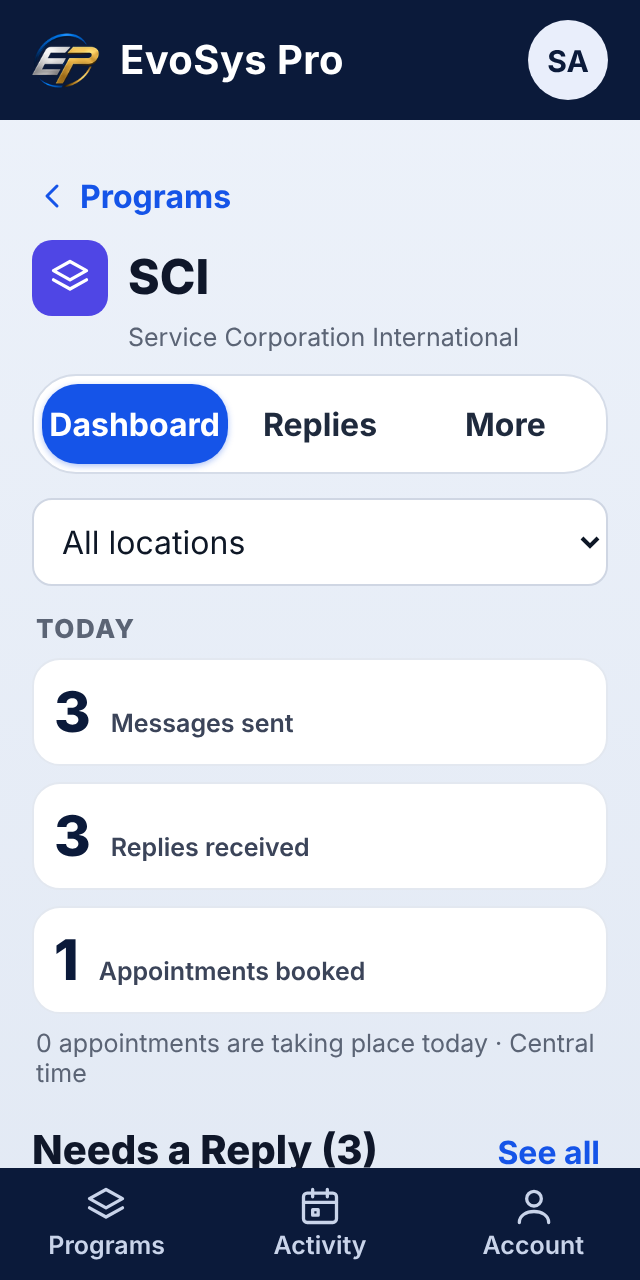 EP EvoSys Pro
SA
Programs
SCI
Service Corporation International
Dashboard Replies More
All locations
TODAY
3 Messages sent
3 Replies received
1 Appointments booked
0 appointments are taking place today · Central
time
Needs a Reply (3) See all
Programs Activity Account